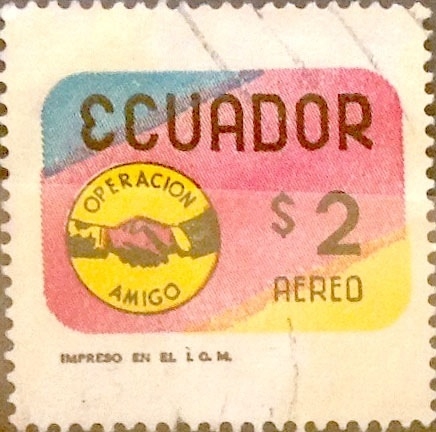 ECUADOR
OPERACION
AMIGO
$ 2
AEREO
IMPRESO EN EL I. G. M.